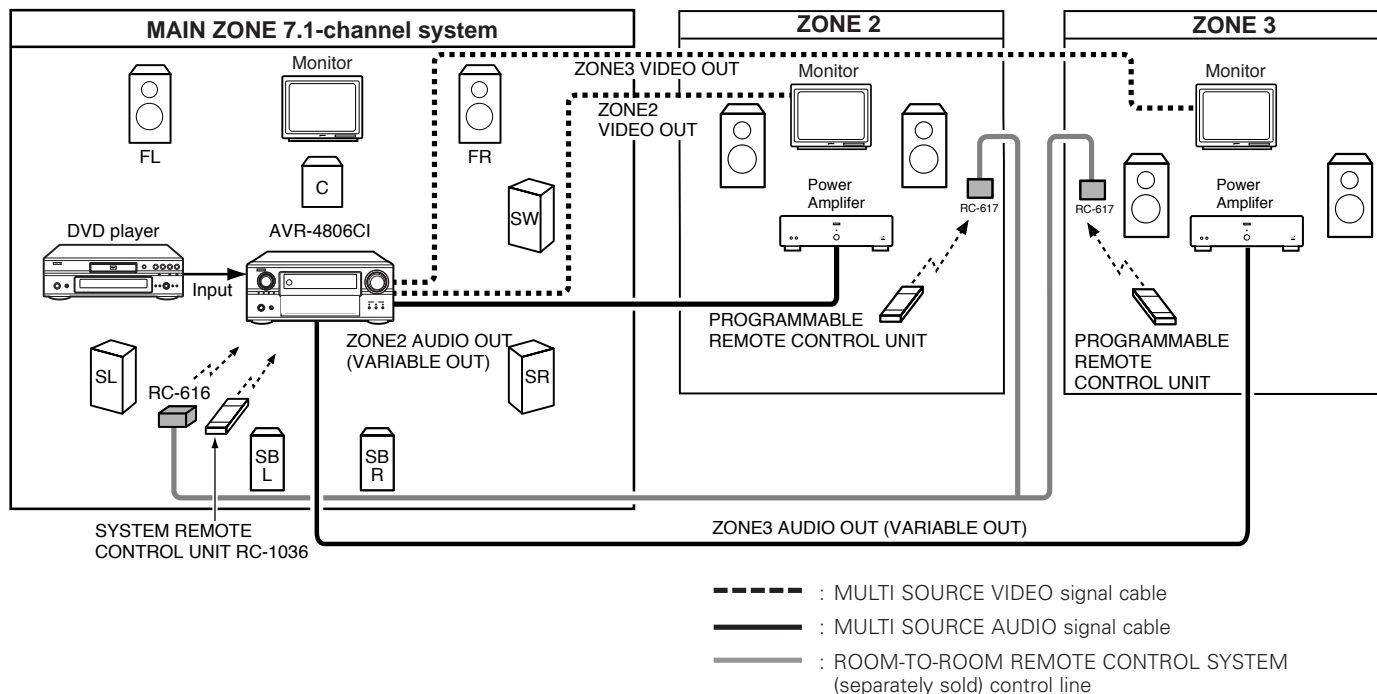 MAIN ZONE 7.1-channel system
ZONE 2
ZONE 3
Monitor
FL
FR
C
SW
ZONE3 VIDEO OUT
ZONE2
VIDEO OUT
Monitor
Monitor
Power
Amplifer
RC-617
RC-617
Power
Amplifer
DVD player
AVR-4806CI
Input
ZONE2 AUDIO OUT
(VARIABLE OUT)
PROGRAMMABLE
REMOTE CONTROL UNIT
PROGRAMMABLE
REMOTE
CONTROL UNIT
SL
RC-616
SR
SB
L
SB
R
SYSTEM REMOTE
CONTROL UNIT RC-1036
ZONE3 AUDIO OUT (VARIABLE OUT)
: MULTI SOURCE VIDEO signal cable
: MULTI SOURCE AUDIO signal cable
: ROOM-TO-ROOM REMOTE CONTROL SYSTEM
(separately sold) control line